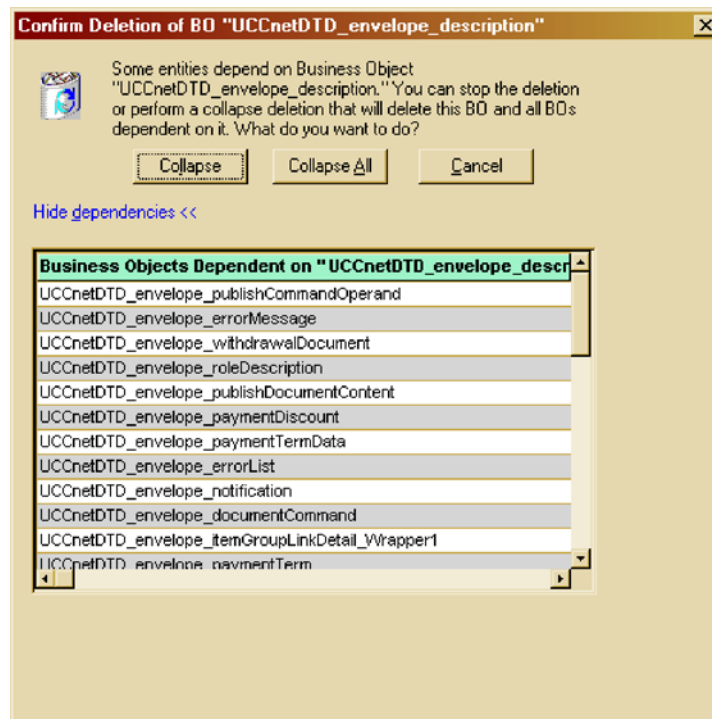 Confirm Deletion of BO "UCCnetDTD_envelope_description"
Some entities depend on Business Object
"UCCnetDTD_envelope_description." You can stop the deletion
or perform a collapse deletion that will delete this BO and all BOs
dependent on it. What do you want to do?
Collapse Collapse All Cancel
Hide dependencies <<
Business Objects Dependent on "UCCnetDTD_envelope_descr
UCCnetDTD_envelope_publishCommandOperand
UCCnetDTD_envelope_errorMessage
UCCnetDTD_envelope_withdrawalDocument
UCCnetDTD_envelope_roleDescription
UCCnetDTD_envelope_publishDocumentContent
UCCnetDTD_envelope_paymentDiscount
UCCnetDTD_envelope_paymentTermData
UCCnetDTD_envelope_errorList
UCCnetDTD_envelope_notification
UCCnetDTD_envelope_documentCommand
UCCnetDTD_envelope_itemGroupLinkDetail_Wrapper1
UCCnetDTD_envelope_paymentTerm